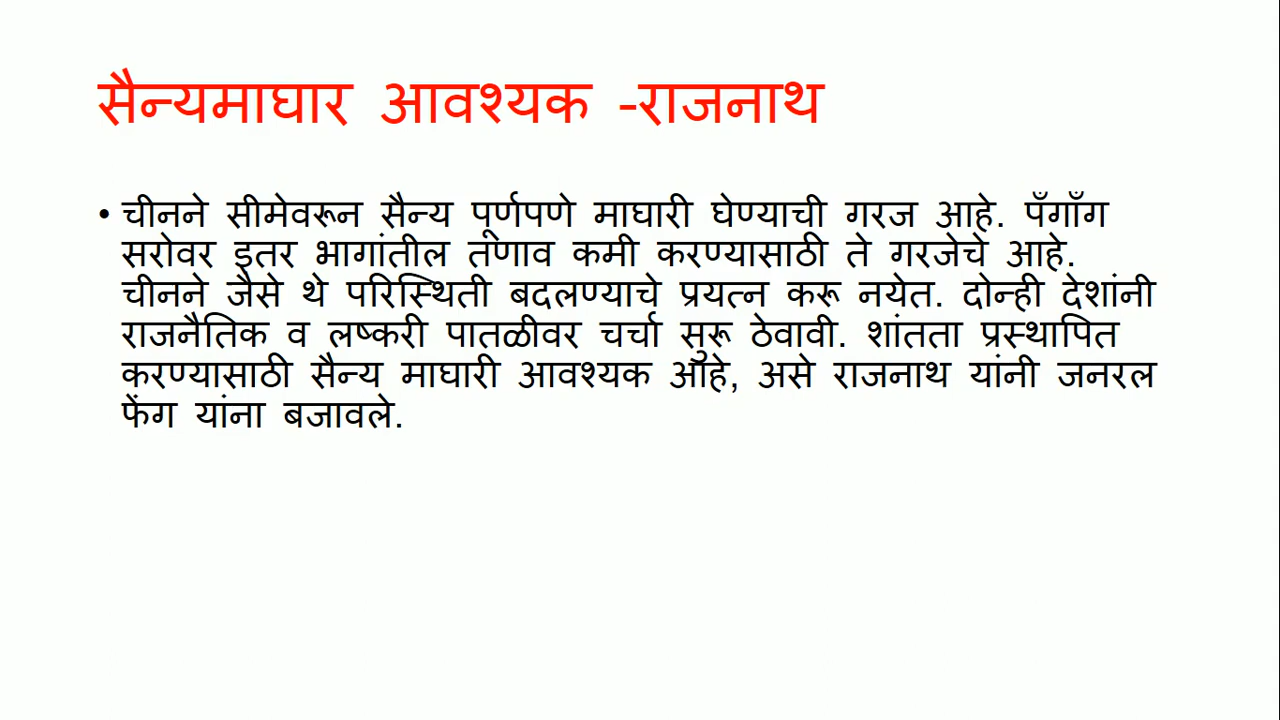 सैन्यमाघार आवश्यक -राजनाथ
• चीनने सीमेवरून सैन्य पूर्णपणे माघारी घेण्याची गरज आहे. पँगाँग
सरोवर इतर भागांतील तणाव कमी करण्यासाठी ते गरजेचे आहे.
चीनने जैसे थे परिस्थिती बदलण्याचे प्रयत्न करू नयेत. दोन्ही देशांनी
राजनैतिक व लष्करी पातळीवर चर्चा सुरू ठेवावी. शांतता प्रस्थापित
करण्यासाठी सैन्य माघारी आवश्यक आहे, असे राजनाथ यांनी जनरल
फेंग यांना बजावले.